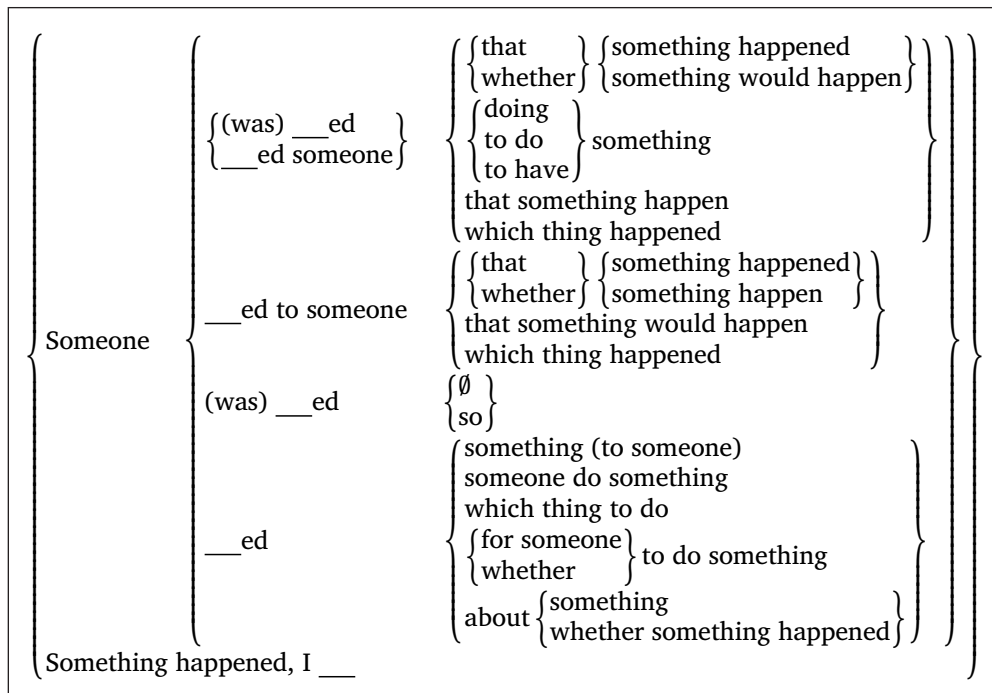 that something happened
whether something would happen
(was) ___ed doing
___ed someone to do something
to have
that something happen
which thing happened
that something happened
whether something happen
___ed to someone
that something would happen
Someone
which thing happened
(was) ___ed ∅
so
something (to someone)
someone do something
which thing to do
___ed for someone to do something
whether
about something
whether something happened
Something happened, I ___